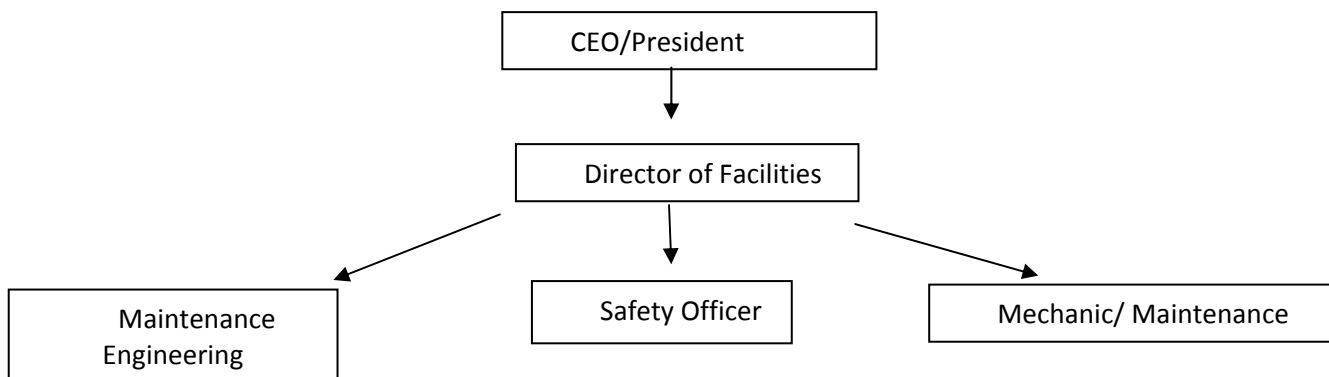 CEO/President
Director of Facilities
Maintenance
Engineering
Safety Officer
Mechanic/ Maintenance